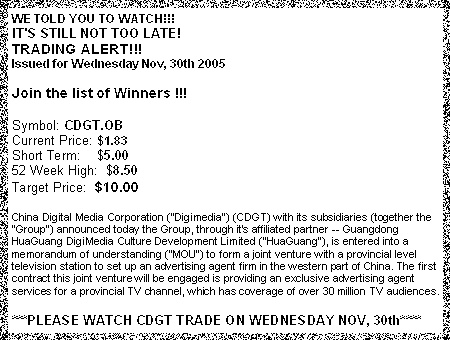 WE TOLD YOU TO WATCH!!!
IT'S STILL NOT TOO LATE!
TRADING ALERT!!!
Issued for Wednesday Nov, 30th 2005
Join the list of Winners !!!
Symbol: CDGT.OB
Current Price: $1.83
Short Term: $5.00
52 Week High: $8.50
Target Price: $10.00
China Digital Media Corporation ("Digimedia") (CDGT) with its subsidiaries (together the
"Group") announced today the Group, through it's affiliated partner -- Guangdong
HuaGuang DigiMedia Culture Development Limited ("HuaGuang"), is entered into a
memorandum of understanding ("MOU") to form a joint venture with a provincial level
television station to set up an advertising agent firm in the western part of China. The first
contract this joint venture will be engaged is providing an exclusive advertising agent
services for a provincial TV channel, which has coverage of over 30 million TV audiences.
***PLEASE WATCH CDGT TRADE ON WEDNESDAY NOV, 30th****